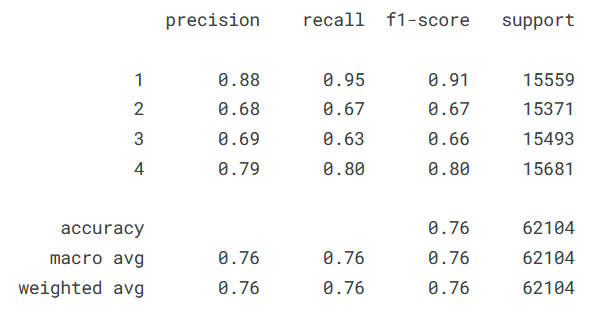 precision recall f1-score support
1 0.88 0.95 0.91 15559
2 0.68 0.67 0.67 15371
3 0.69 0.63 0.66 15493
4 0.79 0.80 0.80 15681
accuracy 0.76 62104
macro avg 0.76 0.76 0.76 62104
weighted avg 0.76 0.76 0.76 62104